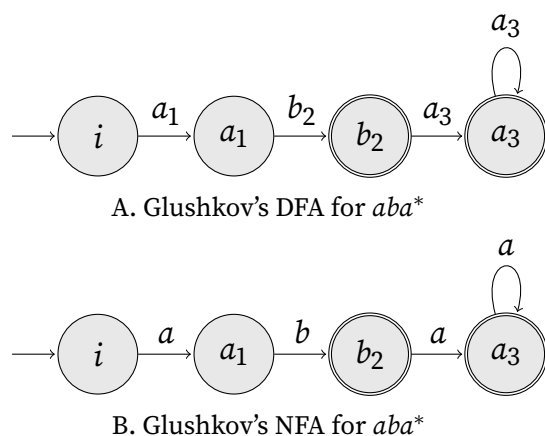 a₃
a₁ b₂ a₃
i a₁ b₂ a₃
A. Glushkov's DFA for aba*
a
a b a
i a₁ b₂ a₃
B. Glushkov's NFA for aba*